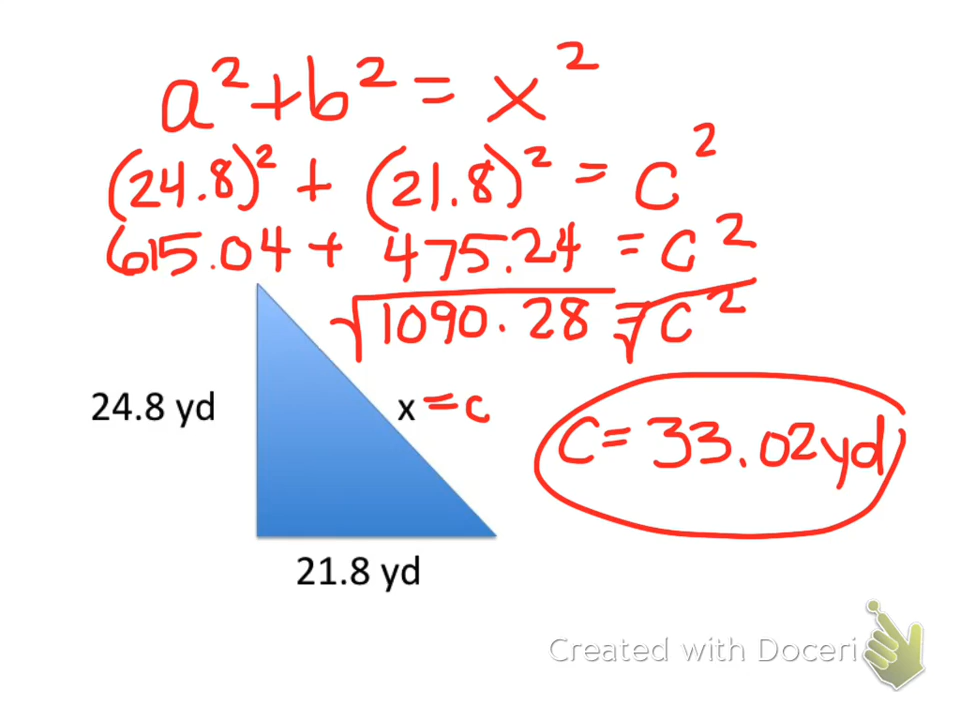 a² + b² = x²
(24.8)² + (21.8)² = c²
615.04 + 475.24 = c²
√1090.28 = √c²
24.8 yd
x = c
C = 33.02 yd
21.8 yd
Created with Doceri